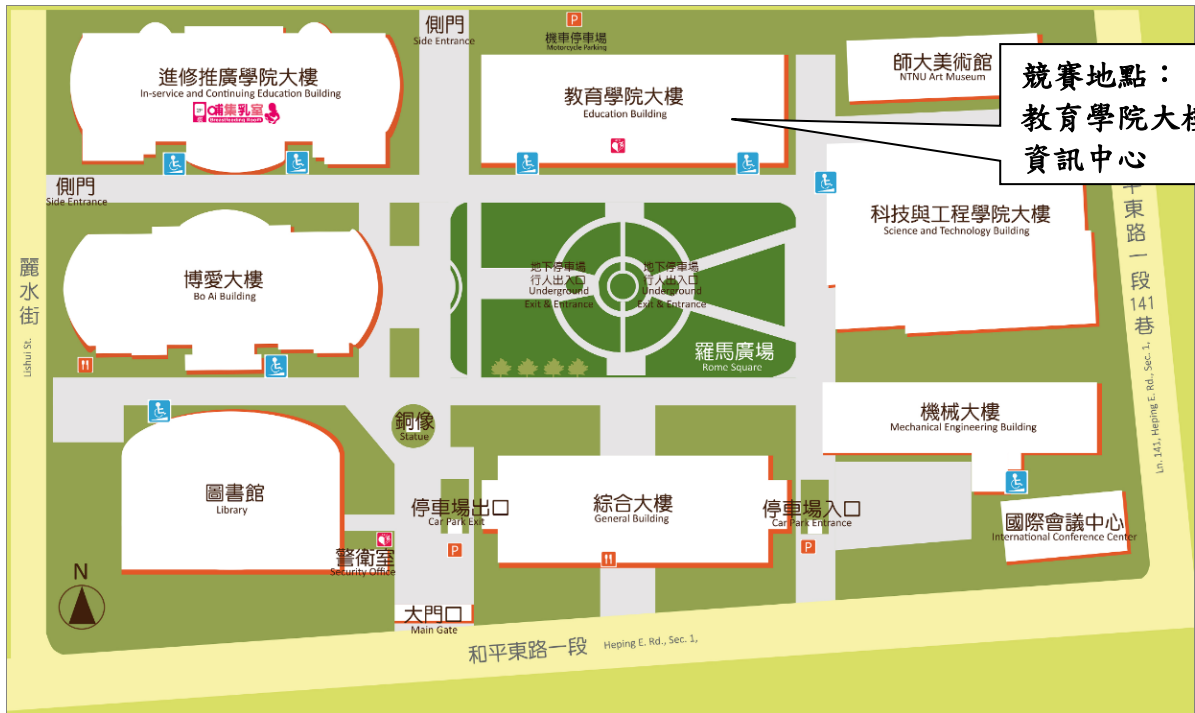 側門
Side Entrance
P
機車停車場
Motorcycle Parking
進修推廣學院大樓
In-service and Continuing Education Building
哺集乳室
Breastfeeding Room
教育學院大樓
Education Building
師大美術館
NTNU Art Museum
競賽地點：
教育學院大樓
資訊中心
側門
Side Entrance
科技與工程學院大樓
Science and Technology Building
平東路一段141巷
Ln. 141, Heping E. Rd., Sec. 1,
麗水街
Lishui St.
博愛大樓
Bo Ai Building
地下停車場
行人出入口
Underground
Exit & Entrance
地下停車場
行人出入口
Underground
Exit & Entrance
羅馬廣場
Rome Square
銅像
Statue
機械大樓
Mechanical Engineering Building
圖書館
Library
停車場出口
Car Park Exit
P
綜合大樓
General Building
停車場入口
Car Park Entrance
P
國際會議中心
International Conference Center
警衛室
Security Office
N
大門口
Main Gate
和平東路一段 Heping E. Rd., Sec. 1,